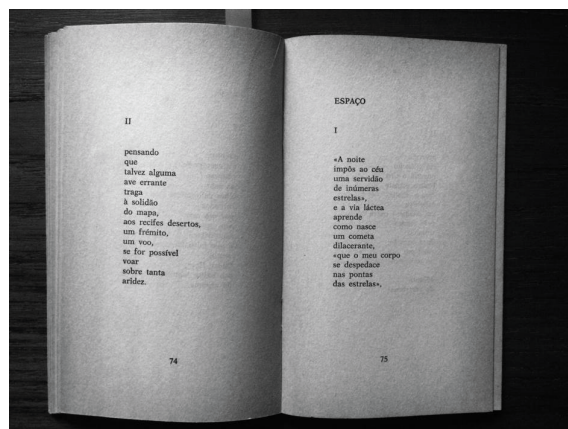 II
pensando
que
talvez alguma
ave errante
traga
à solidão
do mapa,
aos recifes desertos,
um frémito,
um voo,
se for possível
voar
sobre tanta
aridez.
74
ESPAÇO
I
«A noite
impôs ao céu
uma servidão
de inúmeras
estrelas»,
e a via láctea
aprende
como nasce
um cometa
dilacerante,
«que o meu corpo
se despedace
nas pontas
das estrelas»,
75